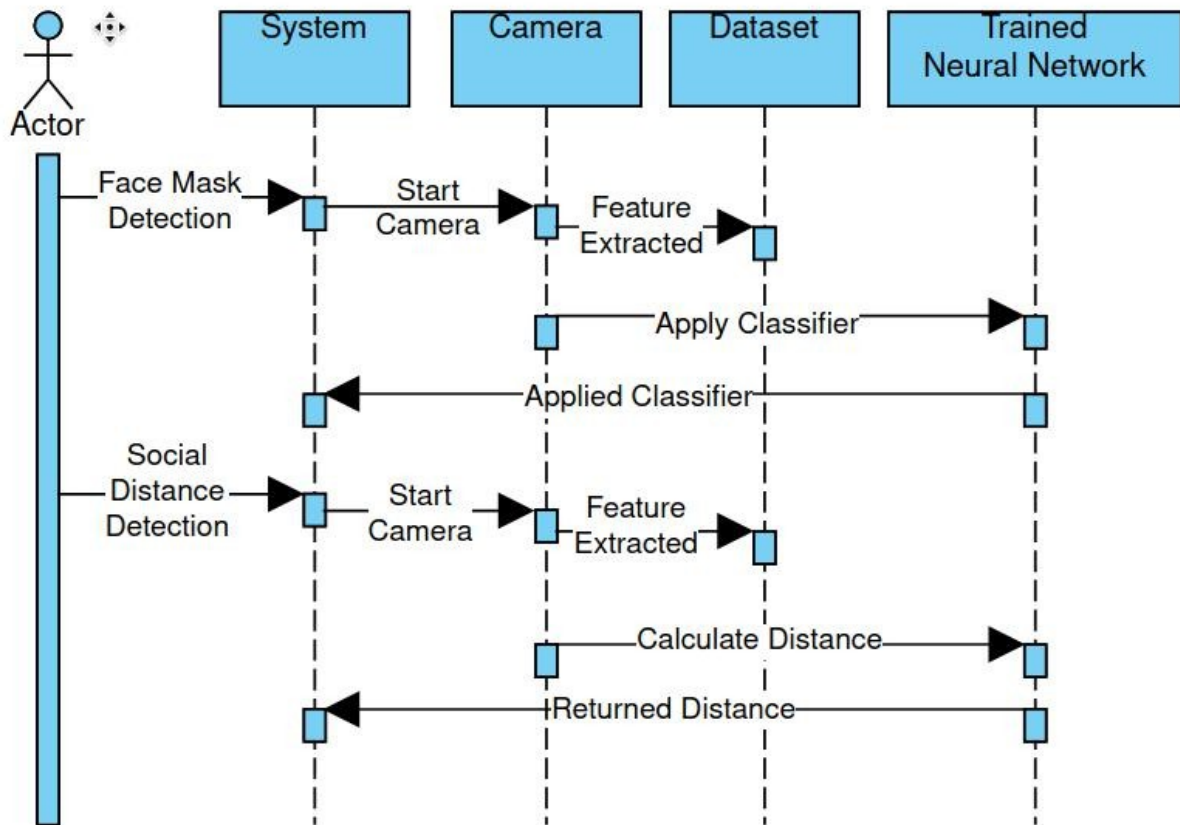 System
Camera
Dataset
Trained
Neural Network
Actor
Face Mask
Detection
Start
Camera
Feature
Extracted
Apply Classifier
Applied Classifier
Social
Distance
Detection
Start
Camera
Feature
Extracted
Calculate Distance
Returned Distance